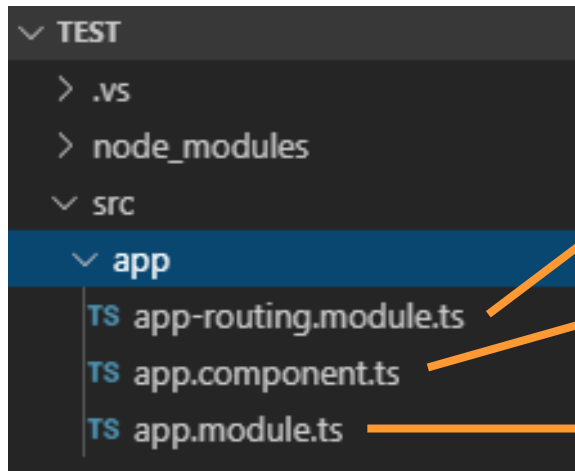 TEST
.vs
node_modules
src
app
TS app-routing.module.ts
TS app.component.ts
TS app.module.ts